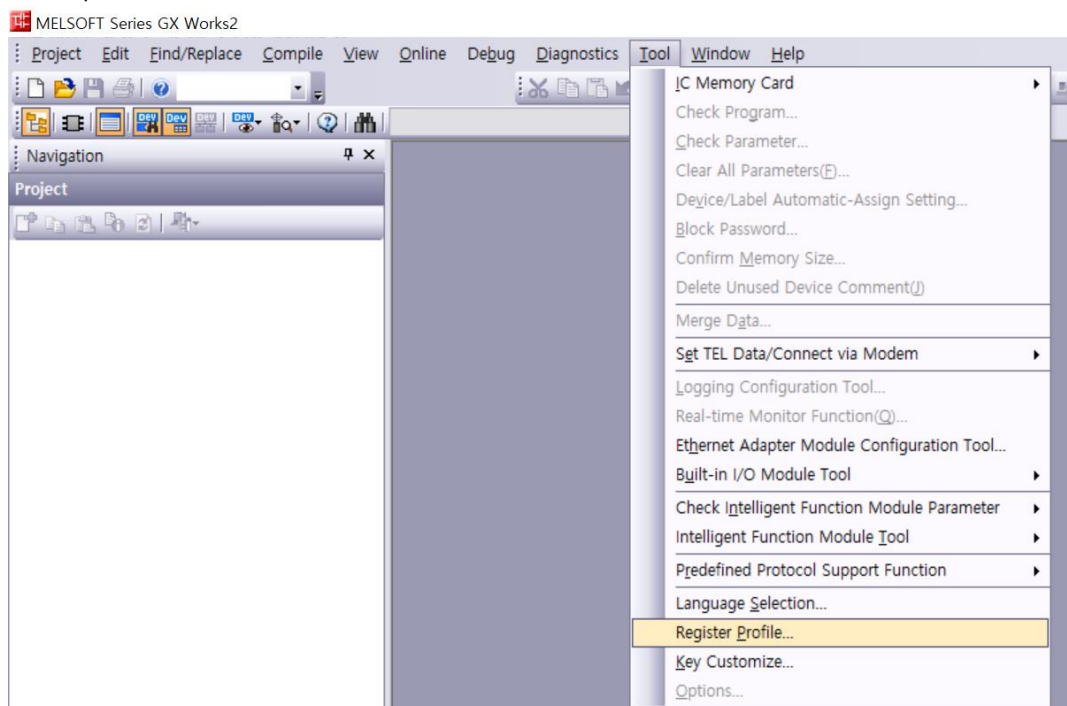 MELSOFT Series GX Works2
Project Edit Find/Replace Compile View Online Debug Diagnostics Tool Window Help
Navigation
Project
IC Memory Card
Check Program...
Check Parameter...
Clear All Parameters(F)...
Device/Label Automatic-Assign Setting...
Block Password...
Confirm Memory Size...
Delete Unused Device Comment(J)
Merge Data...
Set TEL Data/Connect via Modem
Logging Configuration Tool...
Real-time Monitor Function(Q)...
Ethernet Adapter Module Configuration Tool...
Built-in I/O Module Tool
Check Intelligent Function Module Parameter
Intelligent Function Module Tool
Predefined Protocol Support Function
Language Selection...
Register Profile...
Key Customize...
Options...